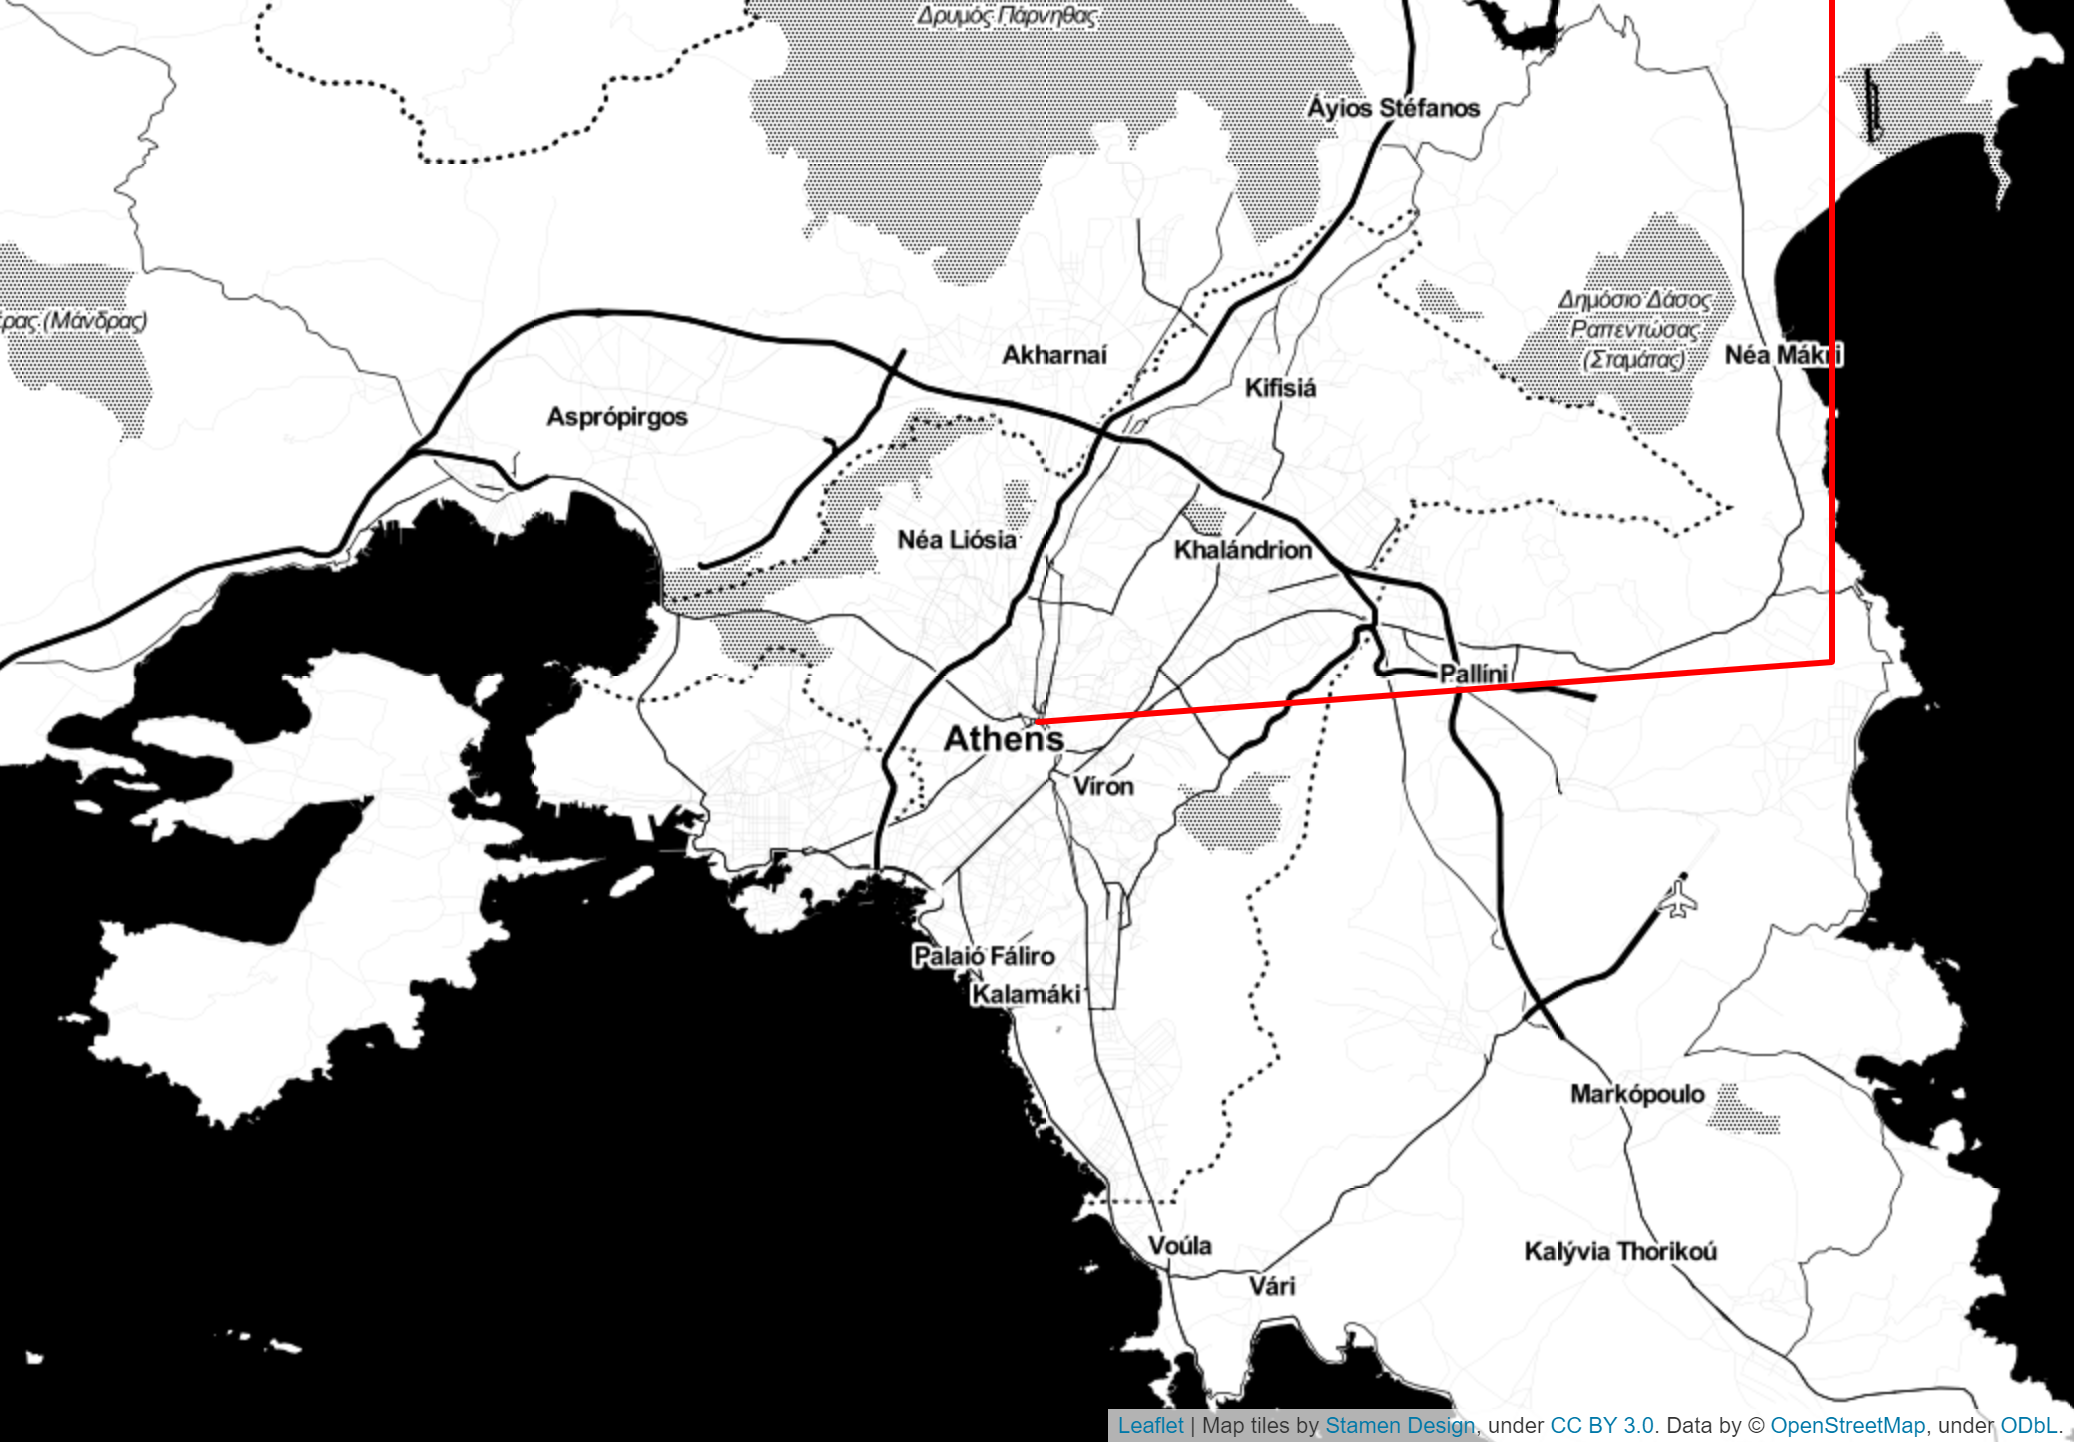 Δρυμός Πάρνηθας
Áyios Stéfanos
Δημόσιο Δάσος
Ραπεντώσας
(Σταμάτας)
(Μάνδρας)
Néa Mákri
Akharnaí
Kifisiá
Asprópirgos
Néa Liósia
Khalándrion
Pallíni
Athens
Víron
Palaió Fáliro
Kalamáki
Markópoulo
Voúla
Kalývia Thorikoú
Vári
Leaflet | Map tiles by Stamen Design, under CC BY 3.0. Data by © OpenStreetMap, under ODbL.